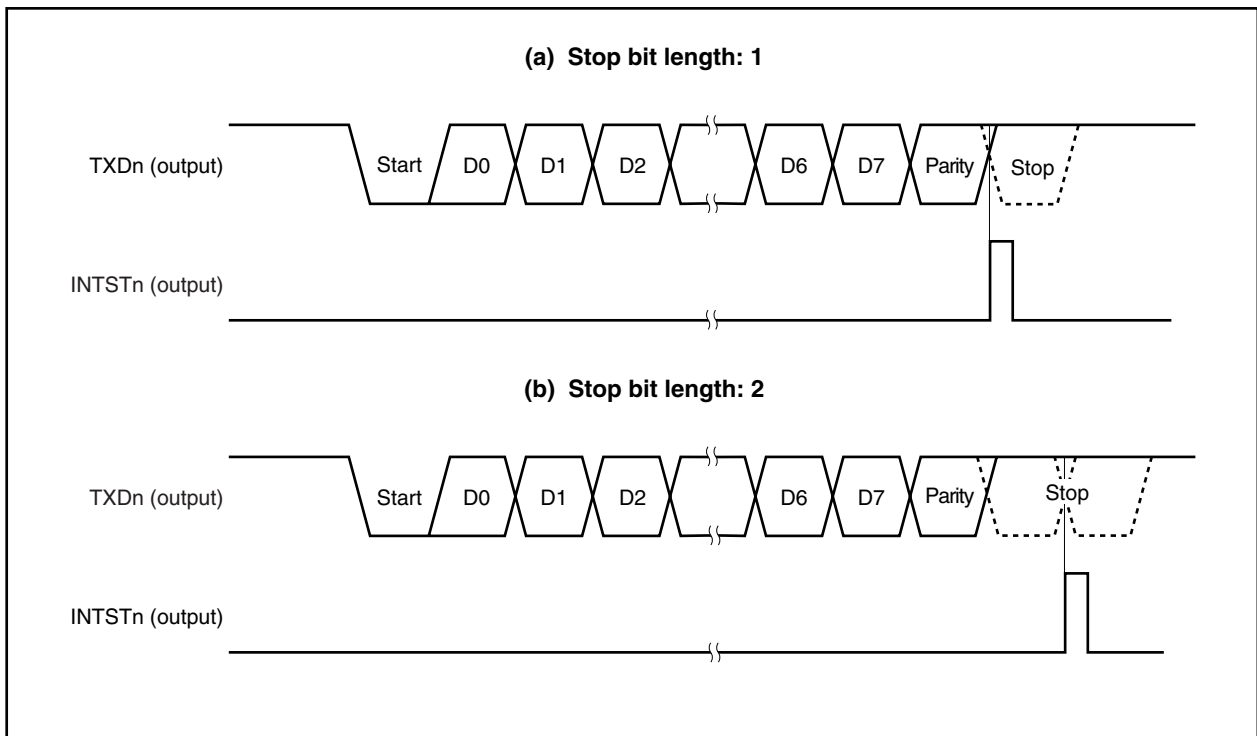 (a) Stop bit length: 1
TXDn (output) Start D0 D1 D2 D6 D7 Parity Stop
INTSTn (output)
(b) Stop bit length: 2
TXDn (output) Start D0 D1 D2 D6 D7 Parity Stop
INTSTn (output)